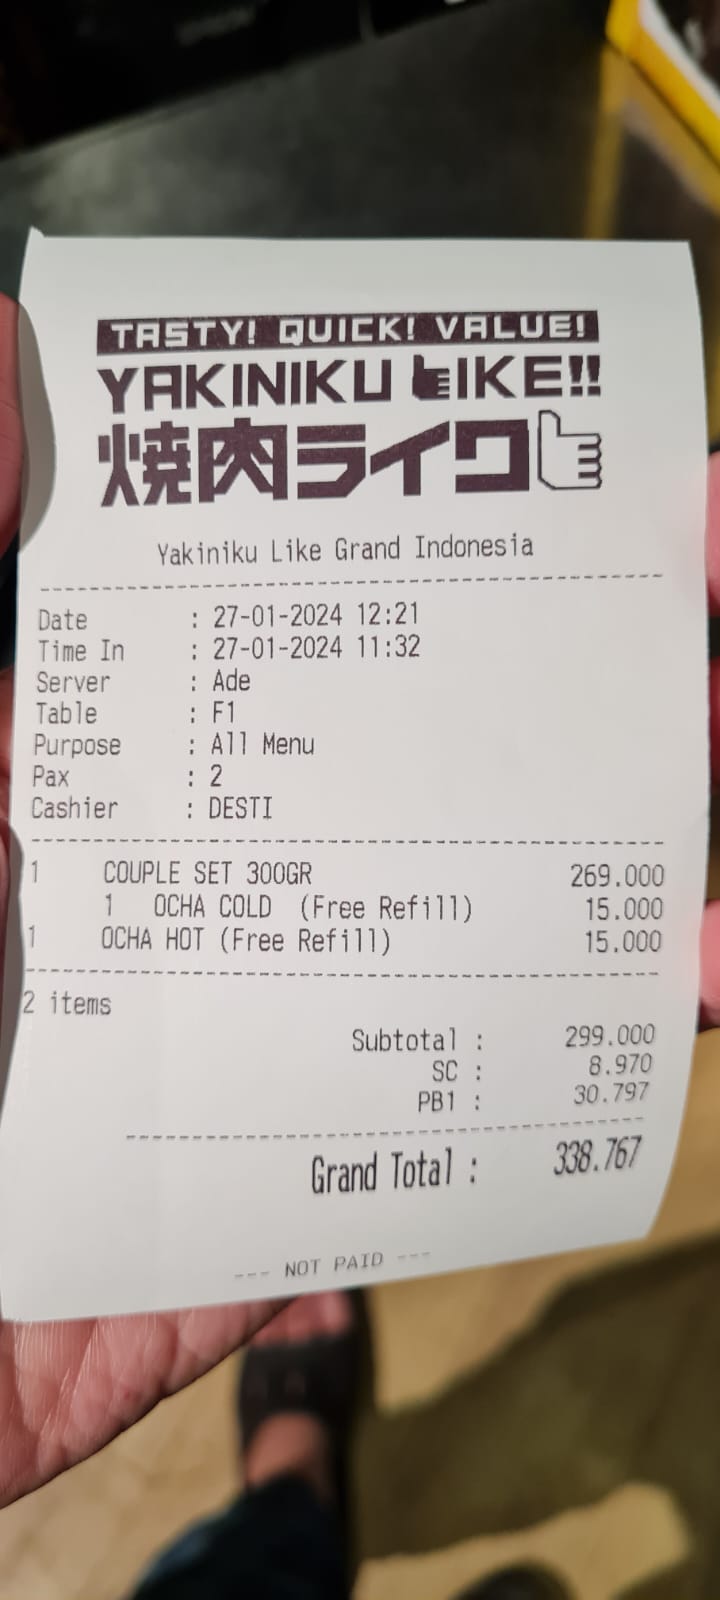 TASTY! QUICK! VALUE!
YAKINIKU LIKE!!
焼肉ライク
Yakiniku Like Grand Indonesia
Date : 27-01-2024 12:21
Time In : 27-01-2024 11:32
Server : Ade
Table : F1
Purpose : All Menu
Pax : 2
Cashier : DESTI
1 COUPLE SET 300GR 269.000
1 OCHA COLD (Free Refill) 15.000
1 OCHA HOT (Free Refill) 15.000
2 items
Subtotal : 299.000
SC : 8.970
PB1 : 30.797
Grand Total : 338.767
--- NOT PAID ---